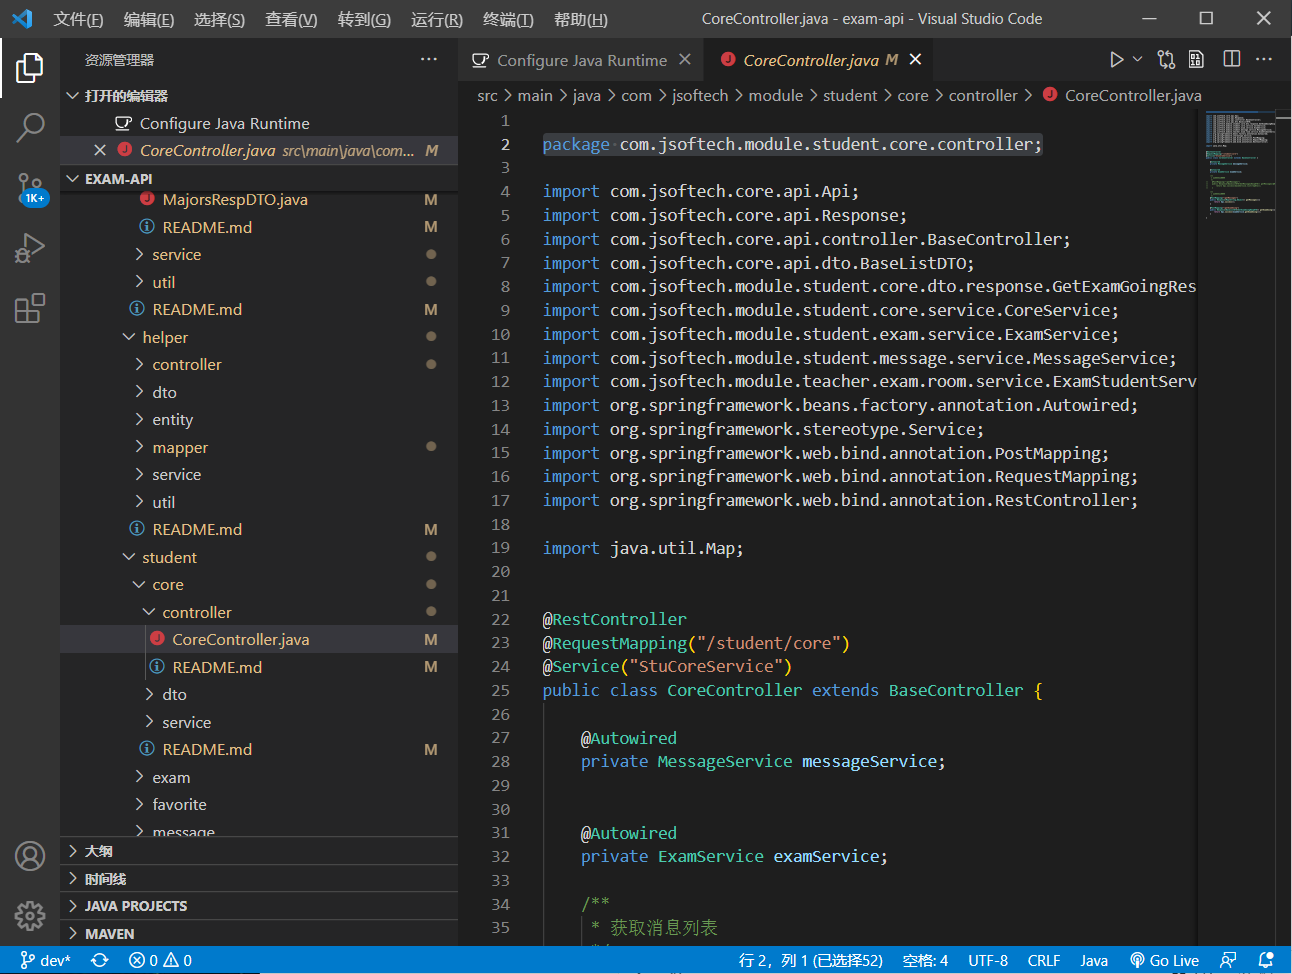 文件(F) 编辑(E) 选择(S) 查看(V) 转到(G) 运行(R) 终端(T) 帮助(H) CoreController.java - exam-api - Visual Studio Code
资源管理器
打开的编辑器
Configure Java Runtime
CoreController.java src\main\java\com... M
EXAM-API
MajorsRespDTO.java M
README.md M
service
util
README.md M
helper
controller
dto
entity
mapper
service
util
README.md M
student
core
controller
CoreController.java M
README.md M
dto
service
README.md M
exam
favorite
message
大纲
时间线
JAVA PROJECTS
MAVEN
1K+
Configure Java Runtime
CoreController.java M
src > main > java > com > jsoftech > module > student > core > controller > CoreController.java
1
2 package com.jsoftech.module.student.core.controller;
3
4 import com.jsoftech.core.api.Api;
5 import com.jsoftech.core.api.Response;
6 import com.jsoftech.core.api.controller.BaseController;
7 import com.jsoftech.core.api.dto.BaseListDTO;
8 import com.jsoftech.module.student.core.dto.response.GetExamGoingRes
9 import com.jsoftech.module.student.core.service.CoreService;
10 import com.jsoftech.module.student.exam.service.ExamService;
11 import com.jsoftech.module.student.message.service.MessageService;
12 import com.jsoftech.module.teacher.exam.room.service.ExamStudentServ
13 import org.springframework.beans.factory.annotation.Autowired;
14 import org.springframework.stereotype.Service;
15 import org.springframework.web.bind.annotation.PostMapping;
16 import org.springframework.web.bind.annotation.RequestMapping;
17 import org.springframework.web.bind.annotation.RestController;
18
19 import java.util.Map;
20
21
22 @RestController
23 @RequestMapping("/student/core")
24 @Service("StuCoreService")
25 public class CoreController extends BaseController {
26
27 @Autowired
28 private MessageService messageService;
29
30
31 @Autowired
32 private ExamService examService;
33
34 /**
35 * 获取消息列表
dev* 0 0 行 2，列 1 (已选择52) 空格: 4 UTF-8 CRLF Java Go Live